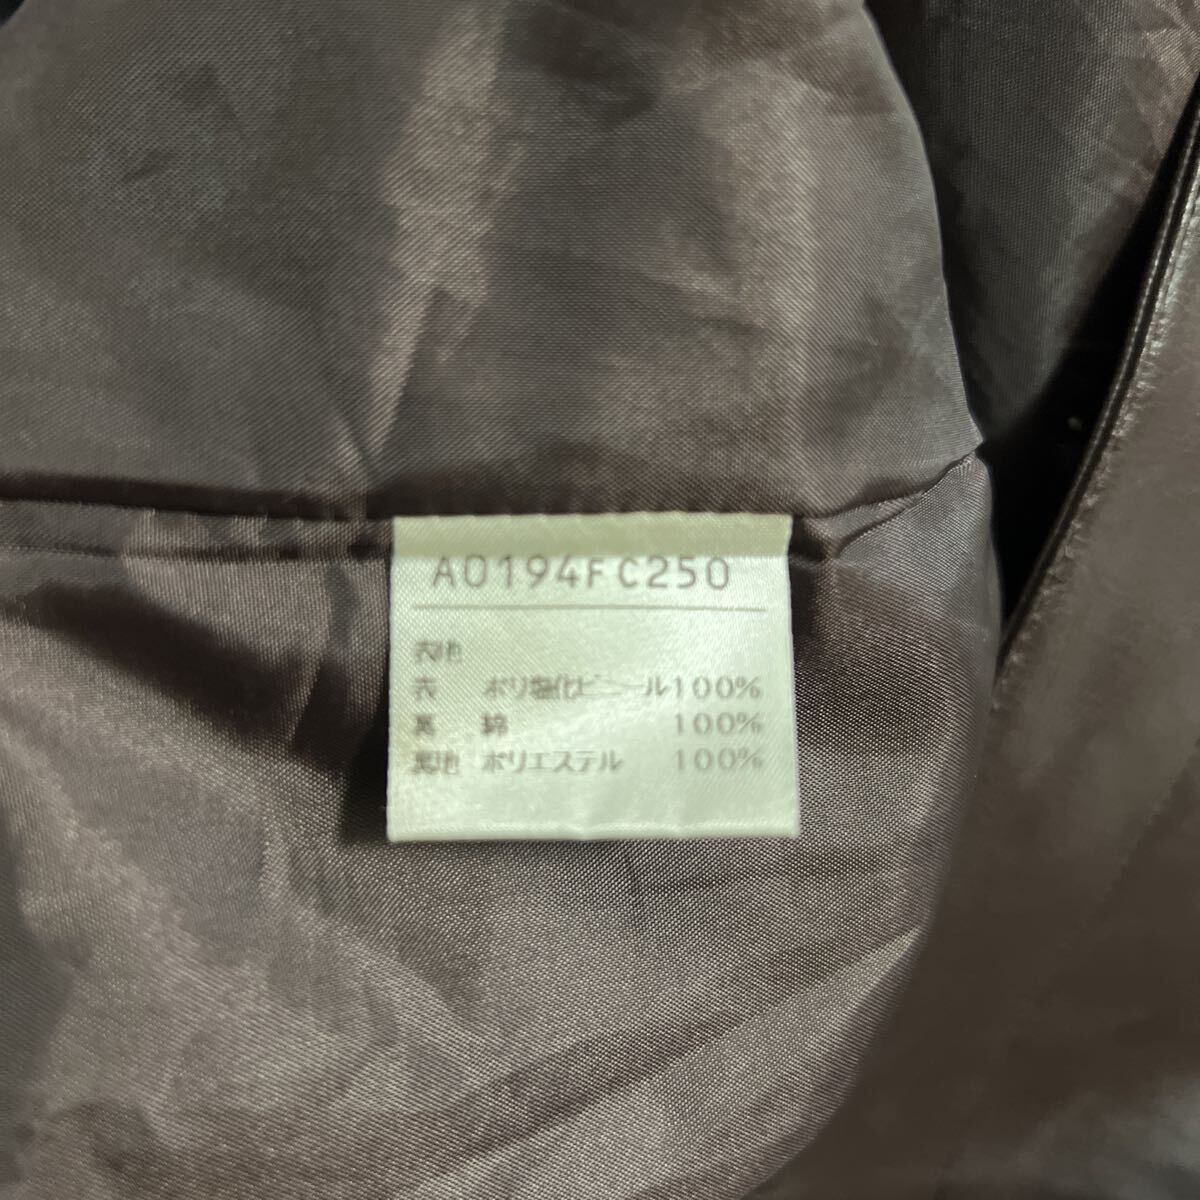 A0194FC250
表地
表 ポリ塩化ビニール100%
裏 綿 100%
裏地 ポリエステル 100%